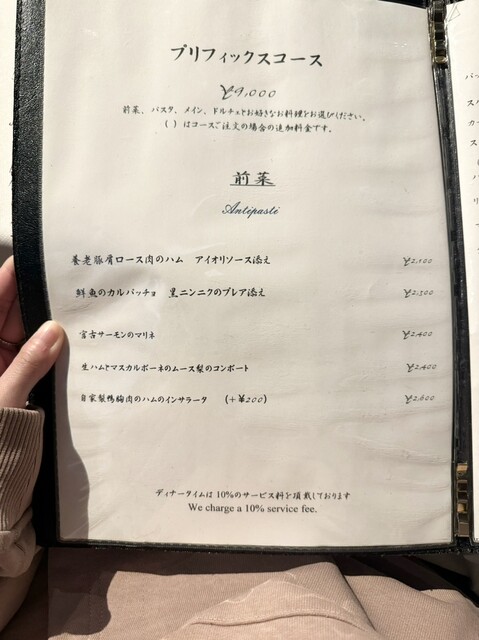 プリフィックスコース
¥9,000
前菜、パスタ、メイン、ドルチェとお好きなお料理をお選びください。
( ) はコースご注文の場合の追加料金です。
前菜
Antipasti
養老豚肩ロース肉のハム アイオリソース添え ¥2,100
鮮魚のカルパッチョ 黒ニンニクのプレア添え ¥2,500
宮古サーモンのマリネ ¥2,400
生ハムとマスカルポーネのムース梨のコンポート ¥2,400
自家製鴨胸肉のハムのインサラータ (+¥200) ¥2,600
ディナータイムは 10%のサービス料を頂戴しております
We charge a 10% service fee.